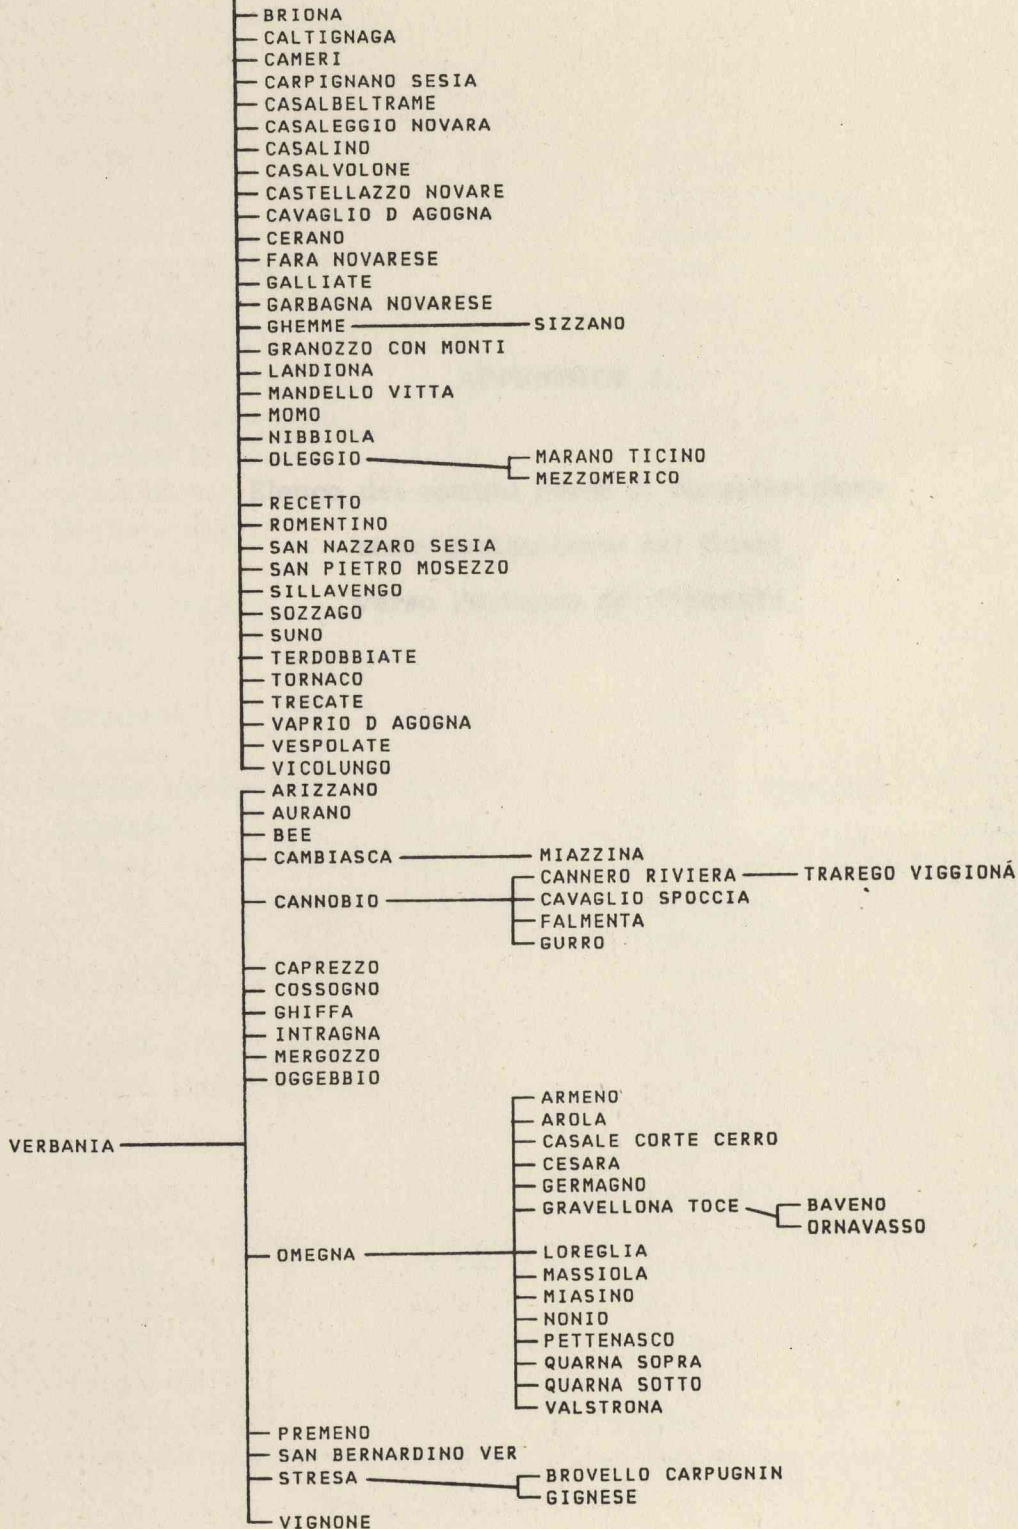 BRIONA
CALTIGNAGA
CAMERI
CARPIGNANO SESIA
CASALBELTRAME
CASALEGGIO NOVARA
CASALINO
CASALVOLONE
CASTELLAZZO NOVARE
CAVAGLIO D AGOGNA
CERANO
FARA NOVARESE
GALLIATE
GARBAGNA NOVARESE
GHEMME SIZZANO
GRANOZZO CON MONTI
LANDIONA
MANDELLO VITTA
MOMO
NIBBIOLA
OLEGGIO MARANO TICINO
MEZZOMERICO
RECETTO
ROMENTINO
SAN NAZZARO SESIA
SAN PIETRO MOSEZZO
SILLAVENGO
SOZZAGO
SUNO
TERDOBBIATE
TORNACO
TRECATE
VAPRIO D AGOGNA
VESPOLATE
VICOLUNGO
ARIZZANO
AURANO
BEE
CAMBIASCA MIAZZINA
CANNERO RIVIERA TRAREGO VIGGIONÁ
CANNOBIO CAVAGLIO SPOCCIA
FALMENTA
GURRO
CAPREZZO
COSSOGNO
GHIFFA
INTRAGNA
MERGOZZO
OGGEBBIO
ARMENO
AROLA
VERBANIA CASALE CORTE CERRO
CESARA
GERMAGNO
GRAVELLONA TOCE BAVENO
ORNAVASSO
OMEGNA LOREGLIA
MASSIOLA
MIASINO
NONIO
PETTENASCO
QUARNA SOPRA
QUARNA SOTTO
VALSTRONA
PREMENO
SAN BERNARDINO VER
STRESA BROVELLO CARPUGNIN
GIGNESE
VIGNONE